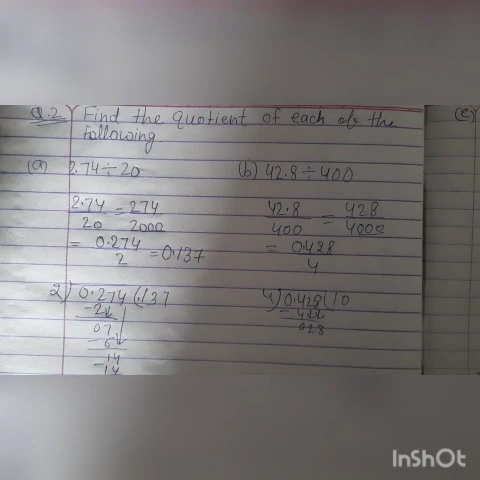 Q.2 Find the quotient of each of the
following.
(a) 2.74÷20
(b) 42.8÷400
2.74/20 = 274/2000
= 0.274/2 = 0.137
2) 0.274 (.137
-2↓
07
-6↓
14
-14
42.8/400 = 428/4000
= 0.428/4
4) 0.428 (10
-4↓↓
028
InShOt